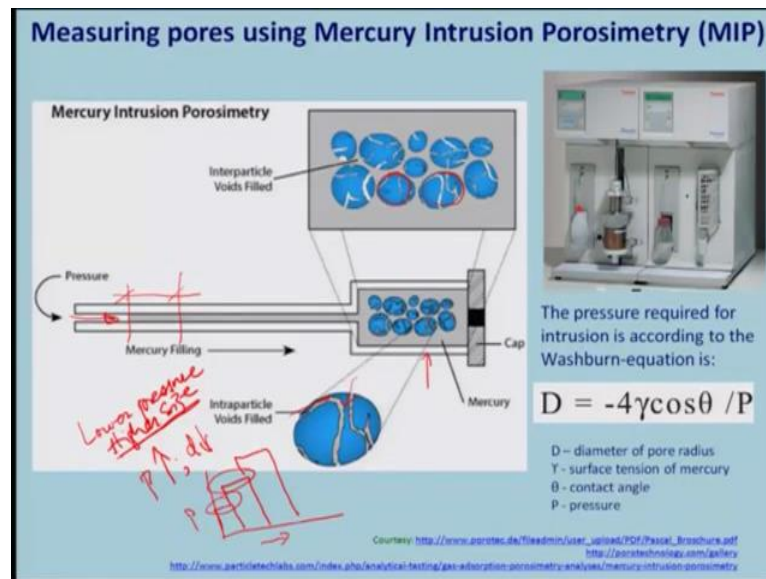 Measuring pores using Mercury Intrusion Porosimetry (MIP)
Mercury Intrusion Porosimetry
Interparticle
Voids Filled
Pressure
Mercury Filling
Cap
Mercury
Intraparticle
Voids Filled
Lower pressure
Higher size
P↑, d↓
P
The pressure required for
intrusion is according to the
Washburn-equation is:
D = -4γcosθ /P
D – diameter of pore radius
Υ - surface tension of mercury
θ - contact angle
P - pressure
Courtesy: http://www.porotec.de/fileadmin/user_upload/PDF/Pascal_Broschure.pdf
http://porotechnology.com/gallery
http://www.particletechlabs.com/index.php/analytical-testing/gas-adsorption-porosimetry-analyses/mercury-intrusion-porosimetry